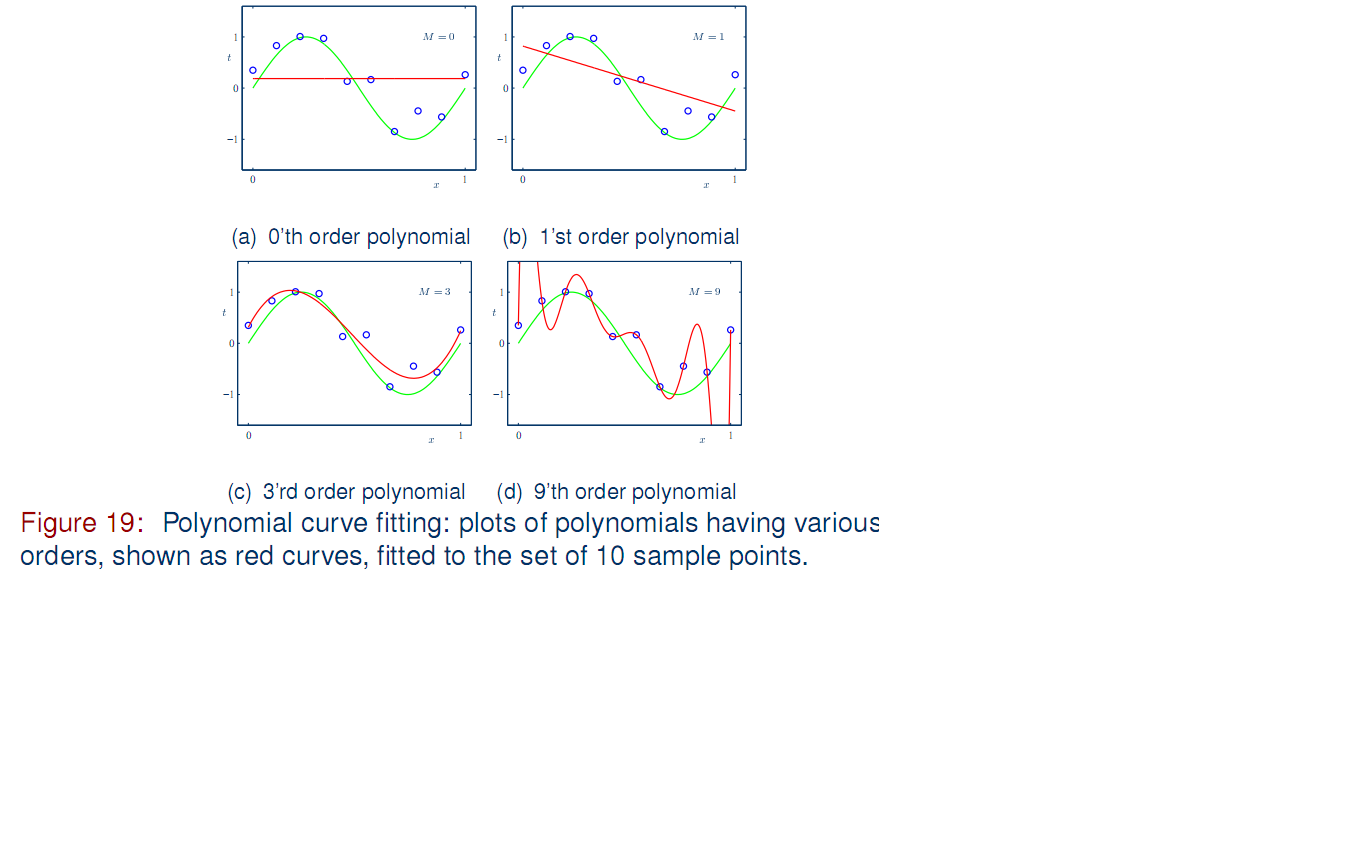 1
M = 0
t
0
−1
0
x
1
1
M = 1
t
0
−1
0
x
1
(a) 0'th order polynomial
(b) 1'st order polynomial
1
M = 3
t
0
−1
0
x
1
1
M = 9
t
0
−1
0
x
1
(c) 3'rd order polynomial
(d) 9'th order polynomial
Figure 19: Polynomial curve fitting: plots of polynomials having various
orders, shown as red curves, fitted to the set of 10 sample points.